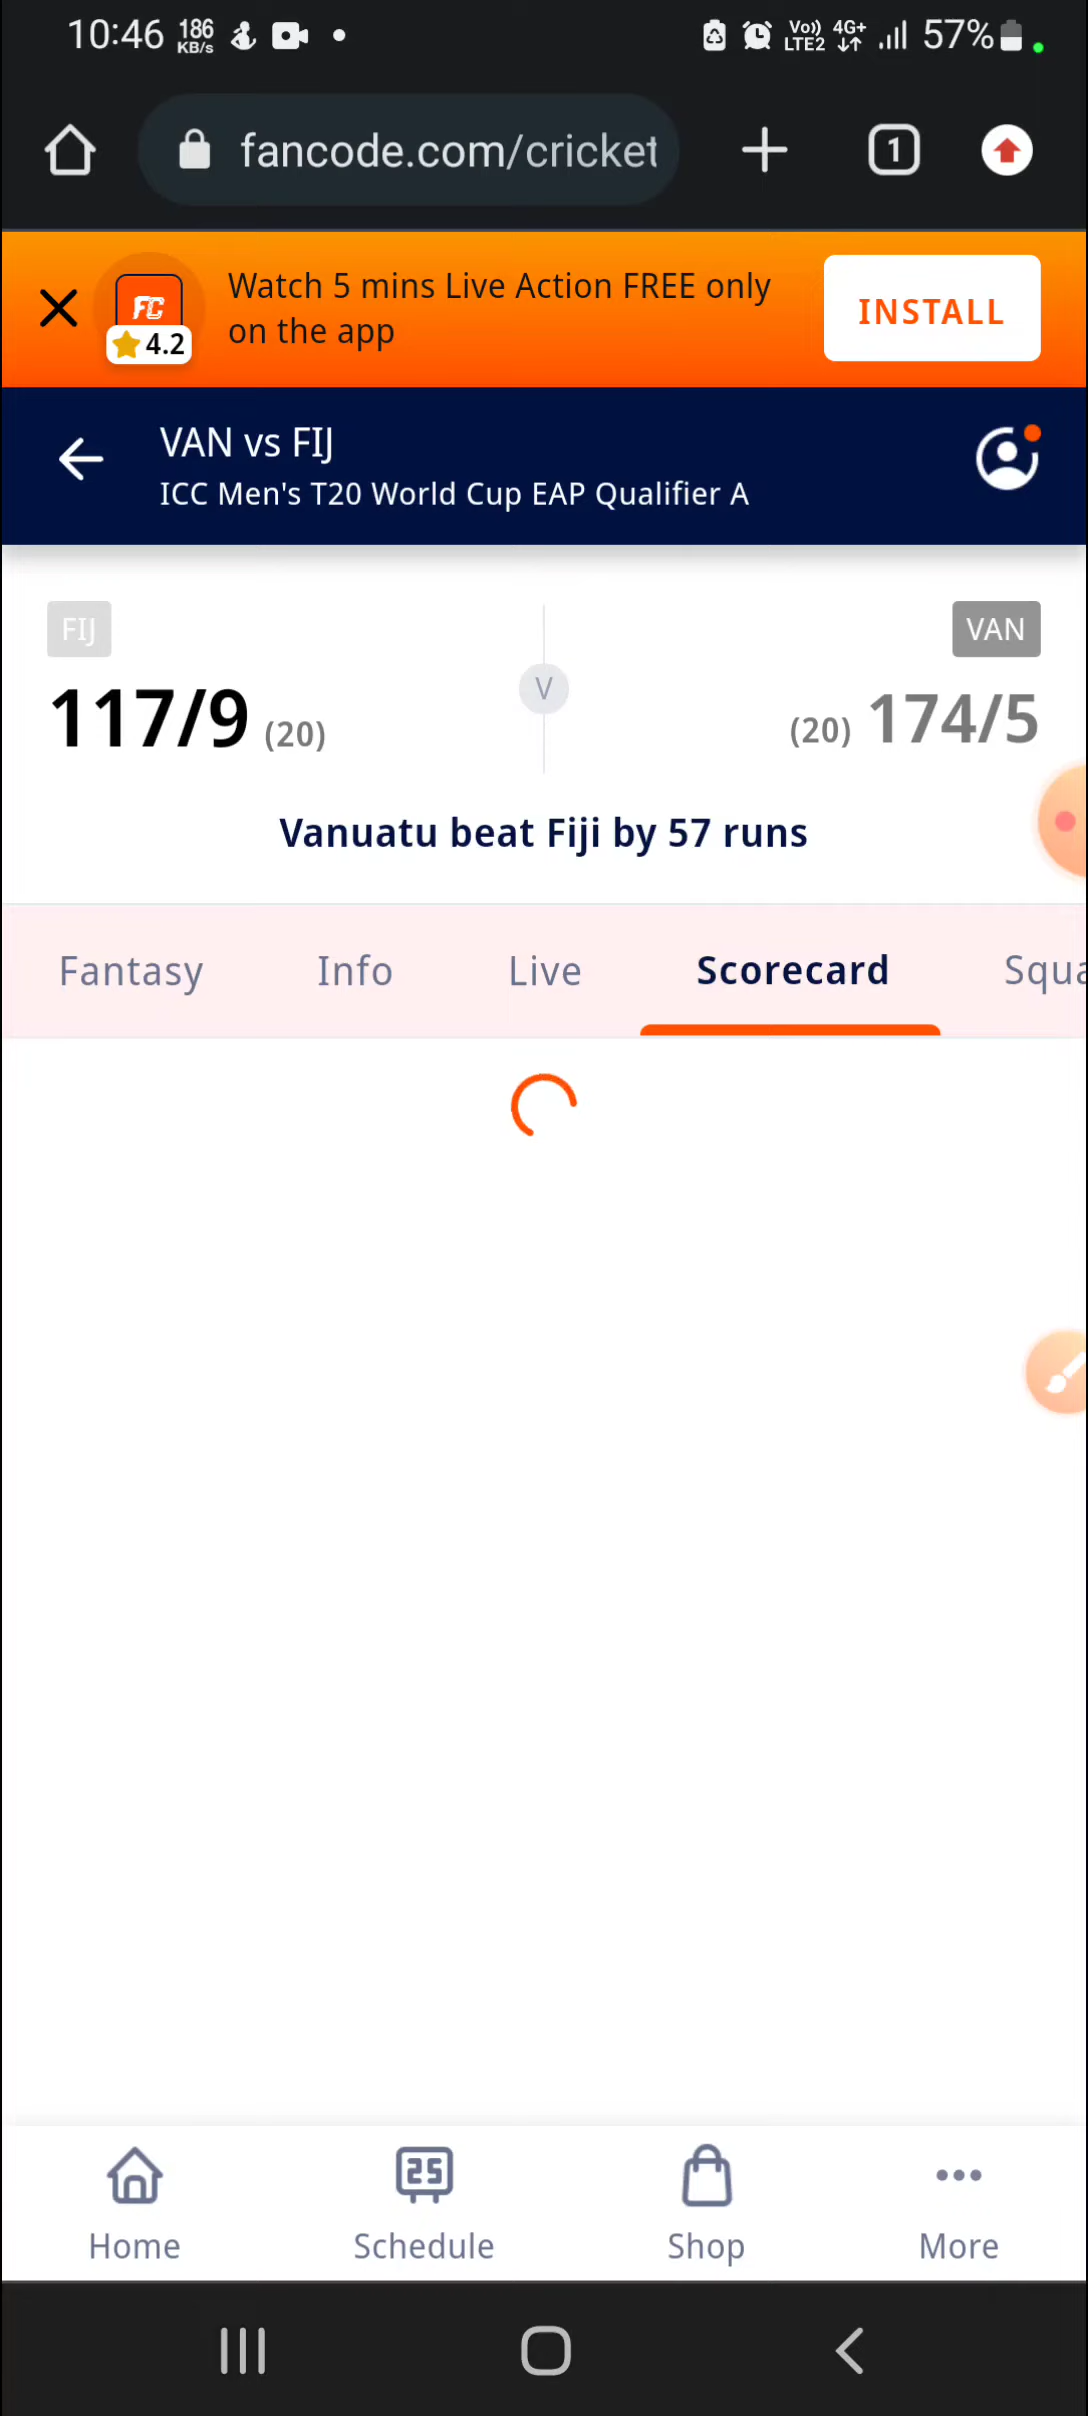 10:46 186 KB/s Vo)) LTE2 4G+ 57%
fancode.com/cricket 1
Watch 5 mins Live Action FREE only
on the app
FC
4.2
INSTALL
VAN vs FIJ
ICC Men's T20 World Cup EAP Qualifier A
FIJ
VAN
117/9 (20)
V
(20) 174/5
Vanuatu beat Fiji by 57 runs
Fantasy Info Live Scorecard Squa
25
Home Schedule Shop More